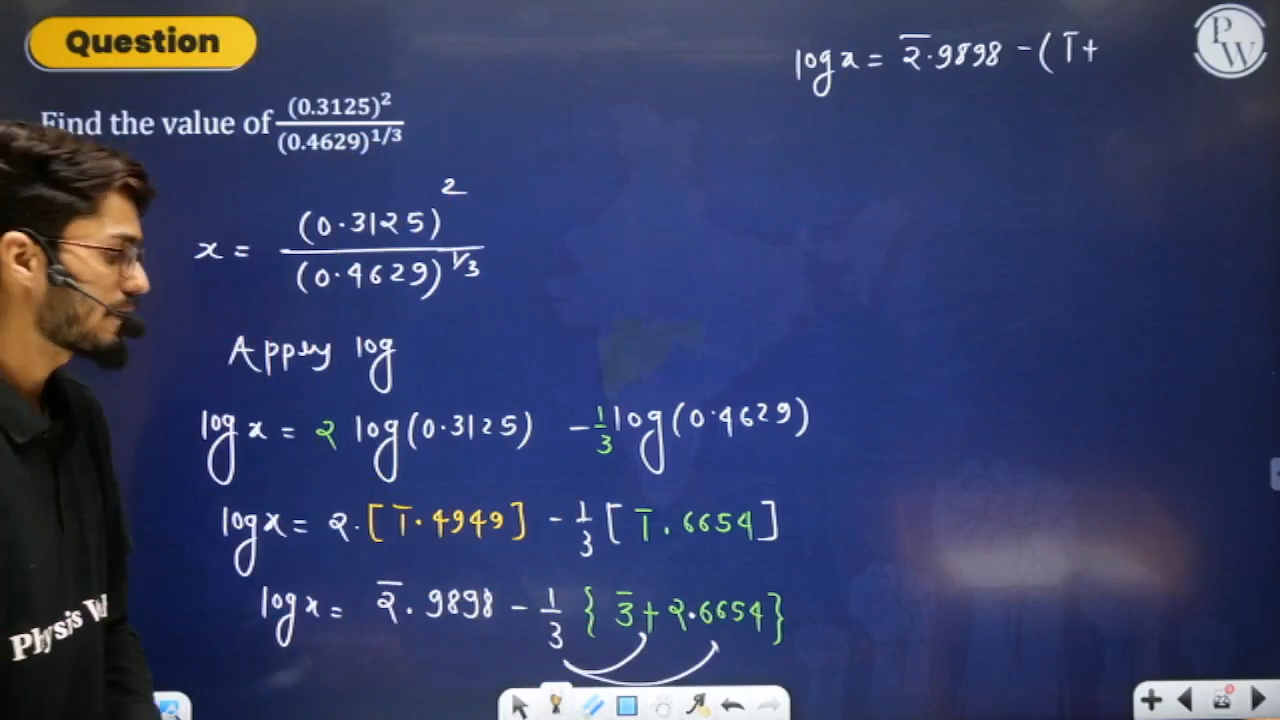 Question
Find the value of (0.3125)² / (0.4629)^1/3
x = (0.3125)² / (0.4629)^1/3
Apply log
log x = 2 log(0.3125) - 1/3 log(0.4629)
log x = 2.[1̅.4949] - 1/3 [1̅.6654]
log x = 2̅.9898 - 1/3 {3̅ + 2.6654}
log x = 2̅.9898 - (1̅ +
PW